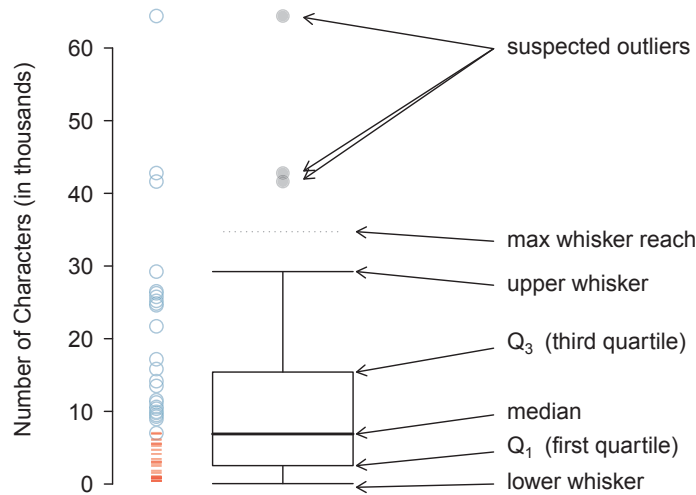 Number of Characters (in thousands)
60
50
40
30
20
10
0
suspected outliers
max whisker reach
upper whisker
Q3 (third quartile)
median
Q1 (first quartile)
lower whisker